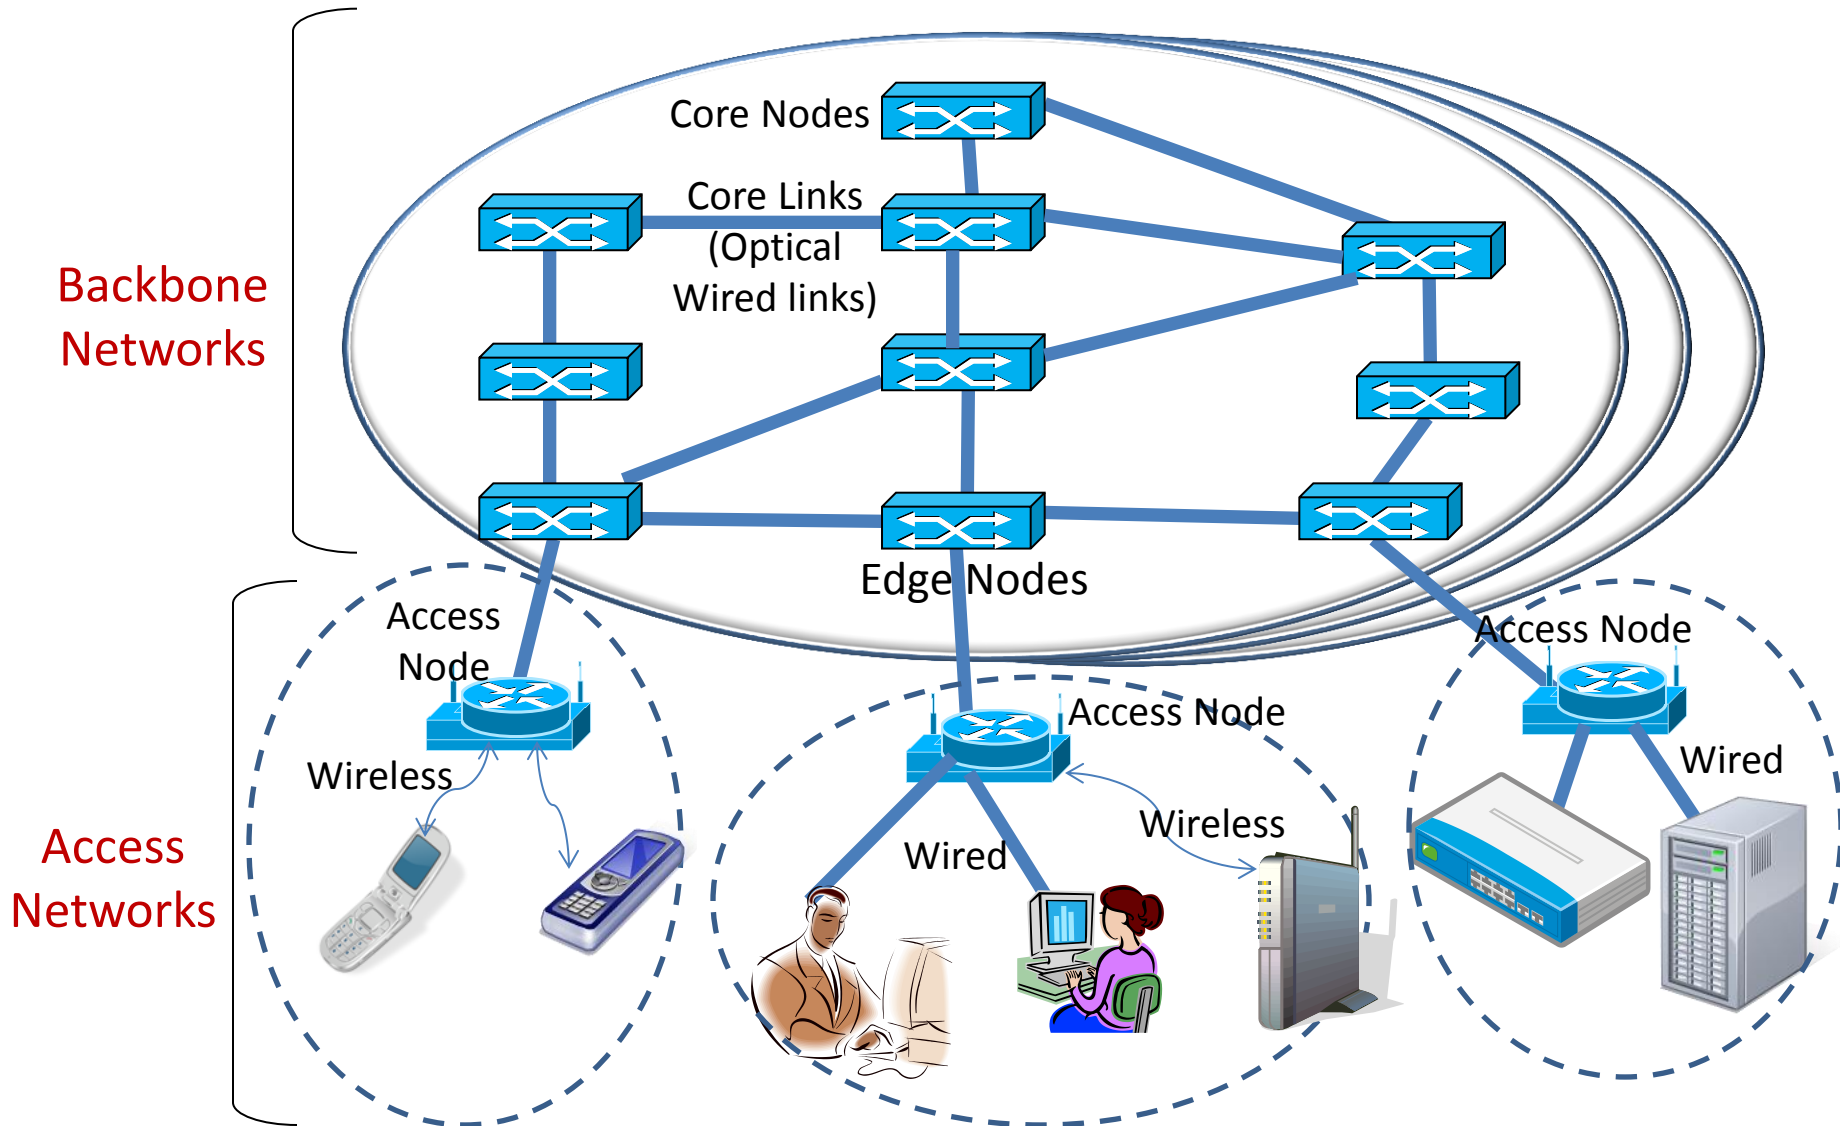 Core Nodes
Core Links
(Optical
Wired links)
Backbone
Networks
Edge Nodes
Access
Node
Access Node
Access Node
Wireless
Wired
Wireless
Wired
Access
Networks